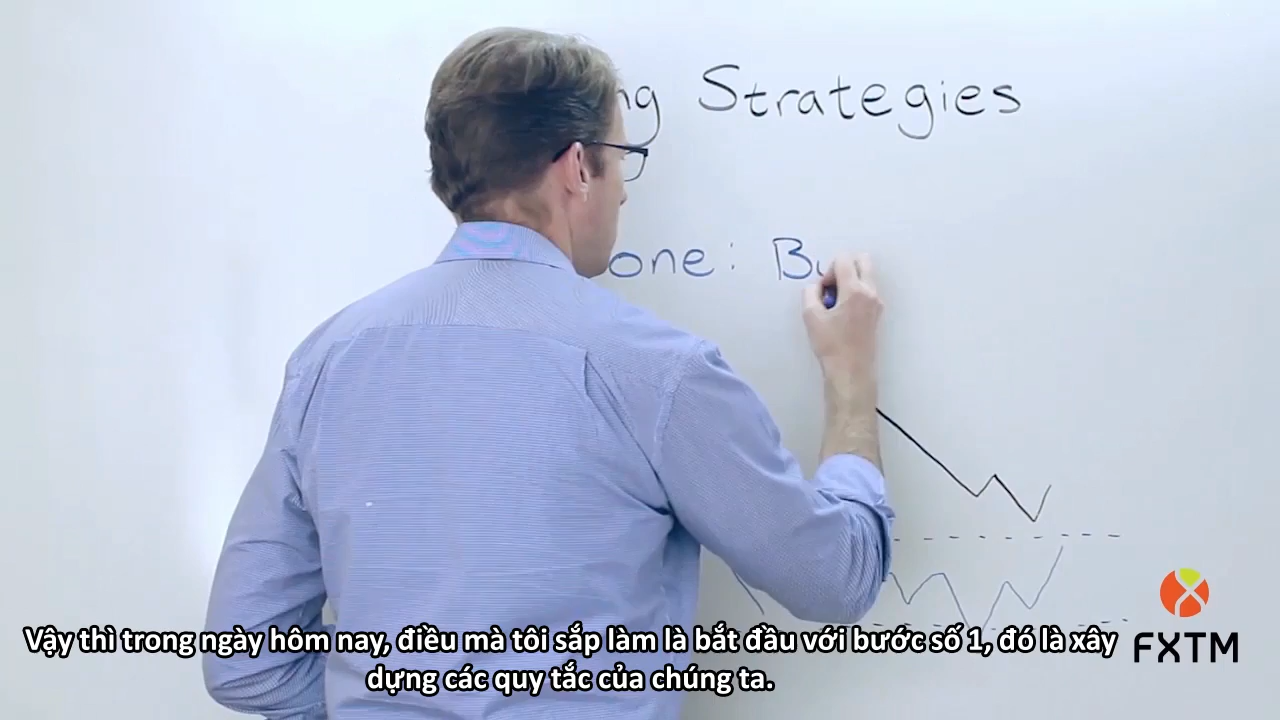 Strategies
one: Bu
Vậy thì trong ngày hôm nay, điều mà tôi sắp làm là bắt đầu với bước số 1, đó là xây
dựng các quy tắc của chúng ta.
FXTM